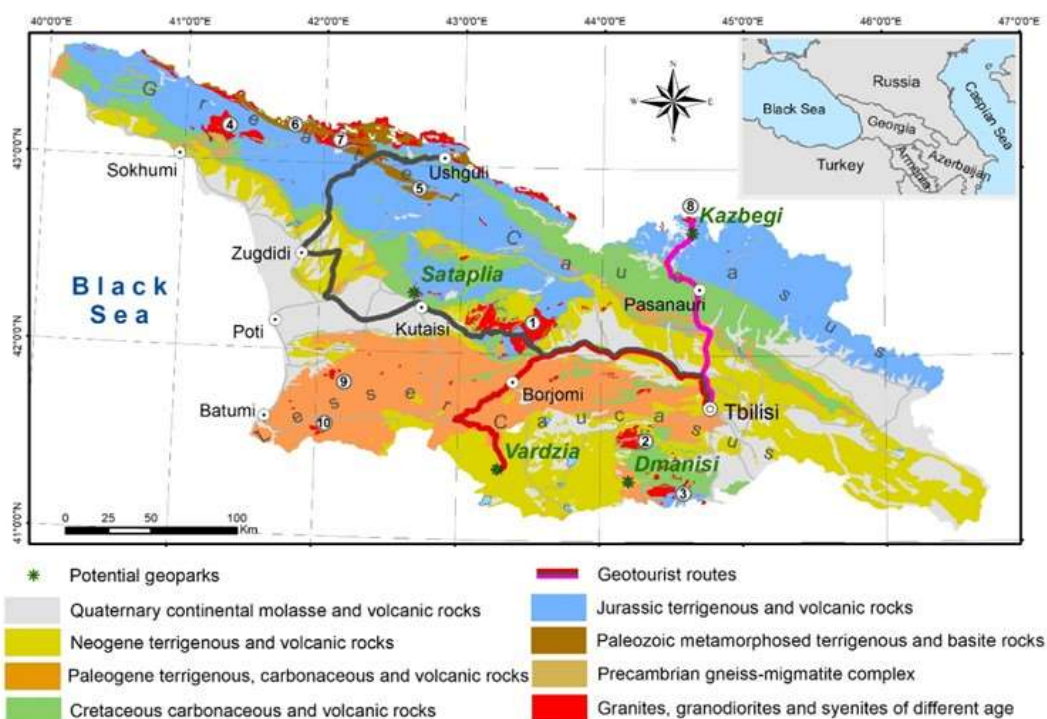 40°0'0"E 41°0'0"E 42°0'0"E 43°0'0"E 44°0'0"E 45°0'0"E 46°0'0"E 47°0'0"E
43°0'0"N
42°0'0"N
41°0'0"N
Russia
Black Sea
Caspian Sea
Georgia
Turkey
Armenia
Azerbaijan
N
W E
S
Great Caucasus
4
6
7
Sokhumi
Ushguli
5
8
Kazbegi
Zugdidi
Black
Sea
Sataplia
Pasanauri
Poti
Kutaisi
1
9
Borjomi
Tbilisi
Batumi
10
Lesser Caucasus
2
Vardzia
Dmanisi
3
0 25 50 100
Km.
Potential geoparks
Quaternary continental molasse and volcanic rocks
Neogene terrigenous and volcanic rocks
Paleogene terrigenous, carbonaceous and volcanic rocks
Cretaceous carbonaceous and volcanic rocks
Geotourist routes
Jurassic terrigenous and volcanic rocks
Paleozoic metamorphosed terrigenous and basite rocks
Precambrian gneiss-migmatite complex
Granites, granodiorites and syenites of different age